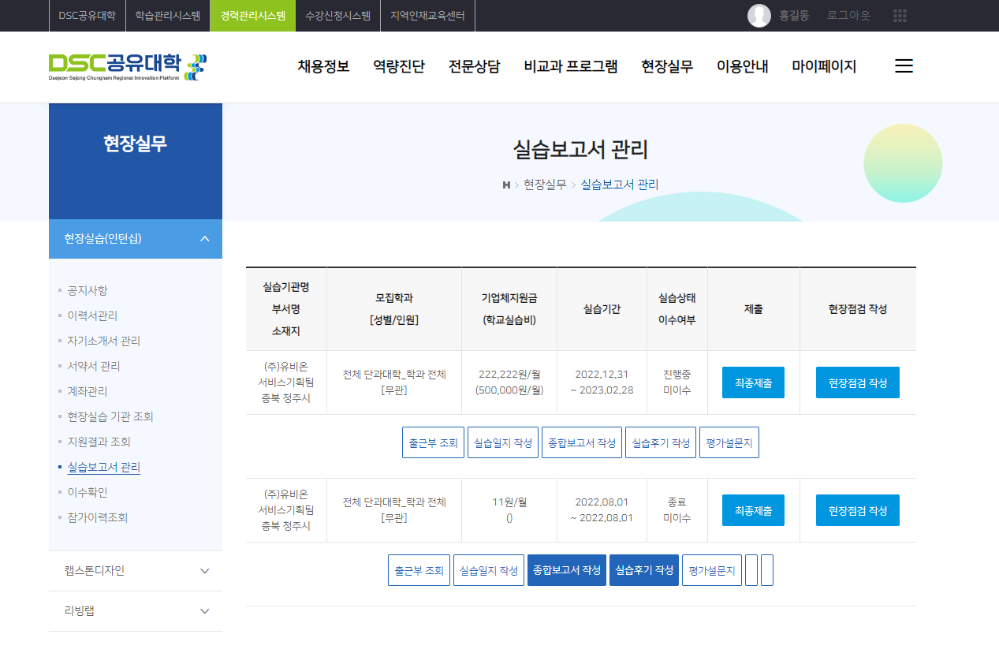 DSC공유대학 학습관리시스템 경력관리시스템 수강신청시스템 지역인재교육센터 홍길동 로그아웃
DSC공유대학
Daejeon·Sejong·Chungnam Regional Innovation Platform
채용정보 역량진단 전문상담 비교과 프로그램 현장실무 이용안내 마이페이지
현장실무
실습보고서 관리
현장실무 > 실습보고서 관리
현장실습(인턴십)
공지사항
이력서관리
자기소개서 관리
서약서 관리
계좌관리
현장실습 기관 조회
지원결과 조회
실습보고서 관리
이수확인
참가이력조회
캡스톤디자인
리빙랩
실습기관명
부서명
소재지
모집학과
[성별/인원]
기업체지원금
(학교실습비)
실습기간
실습상태
이수여부
제출
현장점검 작성
(주)유비온
서비스기획팀
충북 청주시
전체 단과대학_학과 전체
[무관]
222,222원/월
(500,000원/월)
2022.12.31
~ 2023.02.28
진행중
미이수
최종제출
현장점검 작성
출근부 조회 실습일지 작성 종합보고서 작성 실습후기 작성 평가설문지
(주)유비온
서비스기획팀
충북 청주시
전체 단과대학_학과 전체
[무관]
11원/월
()
2022.08.01
~ 2022.08.01
종료
미이수
최종제출
현장점검 작성
출근부 조회 실습일지 작성 종합보고서 작성 실습후기 작성 평가설문지